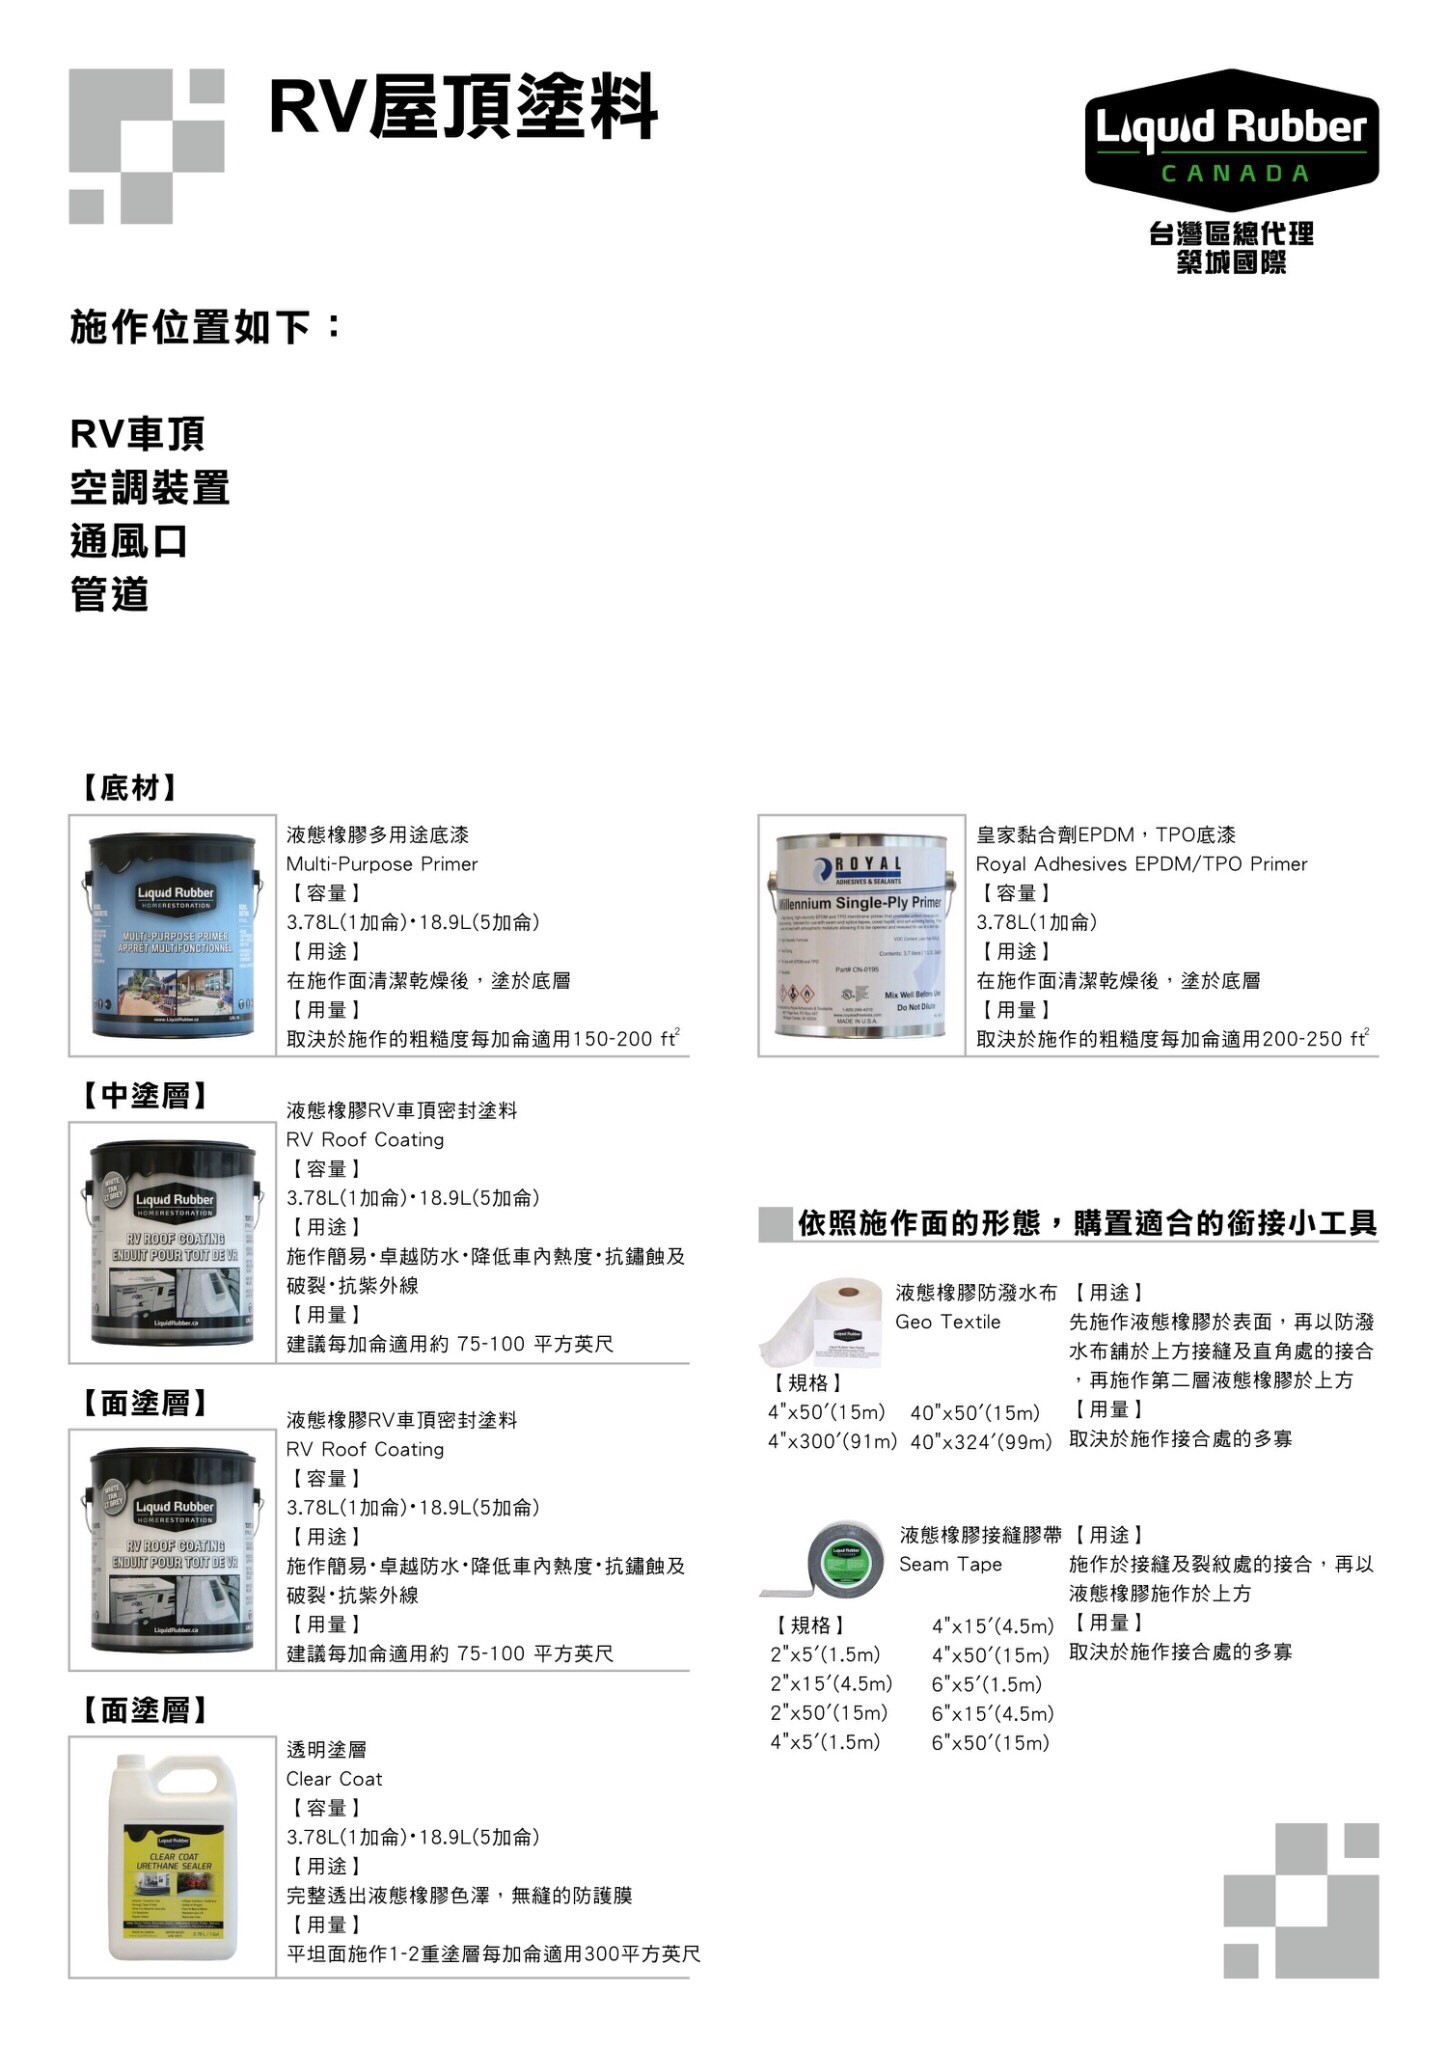 RV屋頂塗料
Liquid Rubber
CANADA
台灣區總代理
築城國際
施作位置如下：
RV車頂
空調裝置
通風口
管道
【底材】
Liquid Rubber
HOMERESTORATION
MULTI-PURPOSE PRIMER
APPRÊT MULTIFONCTIONNEL
www.LiquidRubber.ca
液態橡膠多用途底漆
Multi-Purpose Primer
【容量】
3.78L(1加侖)•18.9L(5加侖)
【用途】
在施作面清潔乾燥後，塗於底層
【用量】
取決於施作的粗糙度每加侖適用150-200 ft²
ROYAL
ADHESIVES & SEALANTS
Millennium Single-Ply Primer
Part# CN-0195
Mix Well Before Use
Do Not Dilute
MADE IN U.S.A.
皇家黏合劑EPDM，TPO底漆
Royal Adhesives EPDM/TPO Primer
【容量】
3.78L(1加侖)
【用途】
在施作面清潔乾燥後，塗於底層
【用量】
取決於施作的粗糙度每加侖適用200-250 ft²
【中塗層】
WHITE
TAN
LT GREY
Liquid Rubber
HOMERESTORATION
RV ROOF COATING
ENDUIT POUR TOIT DE VR
LiquidRubber.ca
液態橡膠RV車頂密封塗料
RV Roof Coating
【容量】
3.78L(1加侖)•18.9L(5加侖)
【用途】
施作簡易•卓越防水•降低車內熱度•抗鏽蝕及
破裂•抗紫外線
【用量】
建議每加侖適用約 75-100 平方英尺
【面塗層】
WHITE
TAN
LT GREY
Liquid Rubber
HOMERESTORATION
RV ROOF COATING
ENDUIT POUR TOIT DE VR
LiquidRubber.ca
液態橡膠RV車頂密封塗料
RV Roof Coating
【容量】
3.78L(1加侖)•18.9L(5加侖)
【用途】
施作簡易•卓越防水•降低車內熱度•抗鏽蝕及
破裂•抗紫外線
【用量】
建議每加侖適用約 75-100 平方英尺
【面塗層】
Liquid Rubber
CLEAR COAT
URETHANE SEALER
透明塗層
Clear Coat
【容量】
3.78L(1加侖)•18.9L(5加侖)
【用途】
完整透出液態橡膠色澤，無縫的防護膜
【用量】
平坦面施作1-2重塗層每加侖適用300平方英尺
依照施作面的形態，購置適合的銜接小工具
Liquid Rubber
液態橡膠防潑水布
Geo Textile
【規格】
4"x50'(15m) 40"x50'(15m)
4"x300'(91m) 40"x324'(99m)
【用途】
先施作液態橡膠於表面，再以防潑
水布舖於上方接縫及直角處的接合
，再施作第二層液態橡膠於上方
【用量】
取決於施作接合處的多寡
Liquid Rubber
液態橡膠接縫膠帶
Seam Tape
【規格】
2"x5'(1.5m)
2"x15'(4.5m)
2"x50'(15m)
4"x5'(1.5m)
4"x15'(4.5m)
4"x50'(15m)
6"x5'(1.5m)
6"x15'(4.5m)
6"x50'(15m)
【用途】
施作於接縫及裂紋處的接合，再以
液態橡膠施作於上方
【用量】
取決於施作接合處的多寡